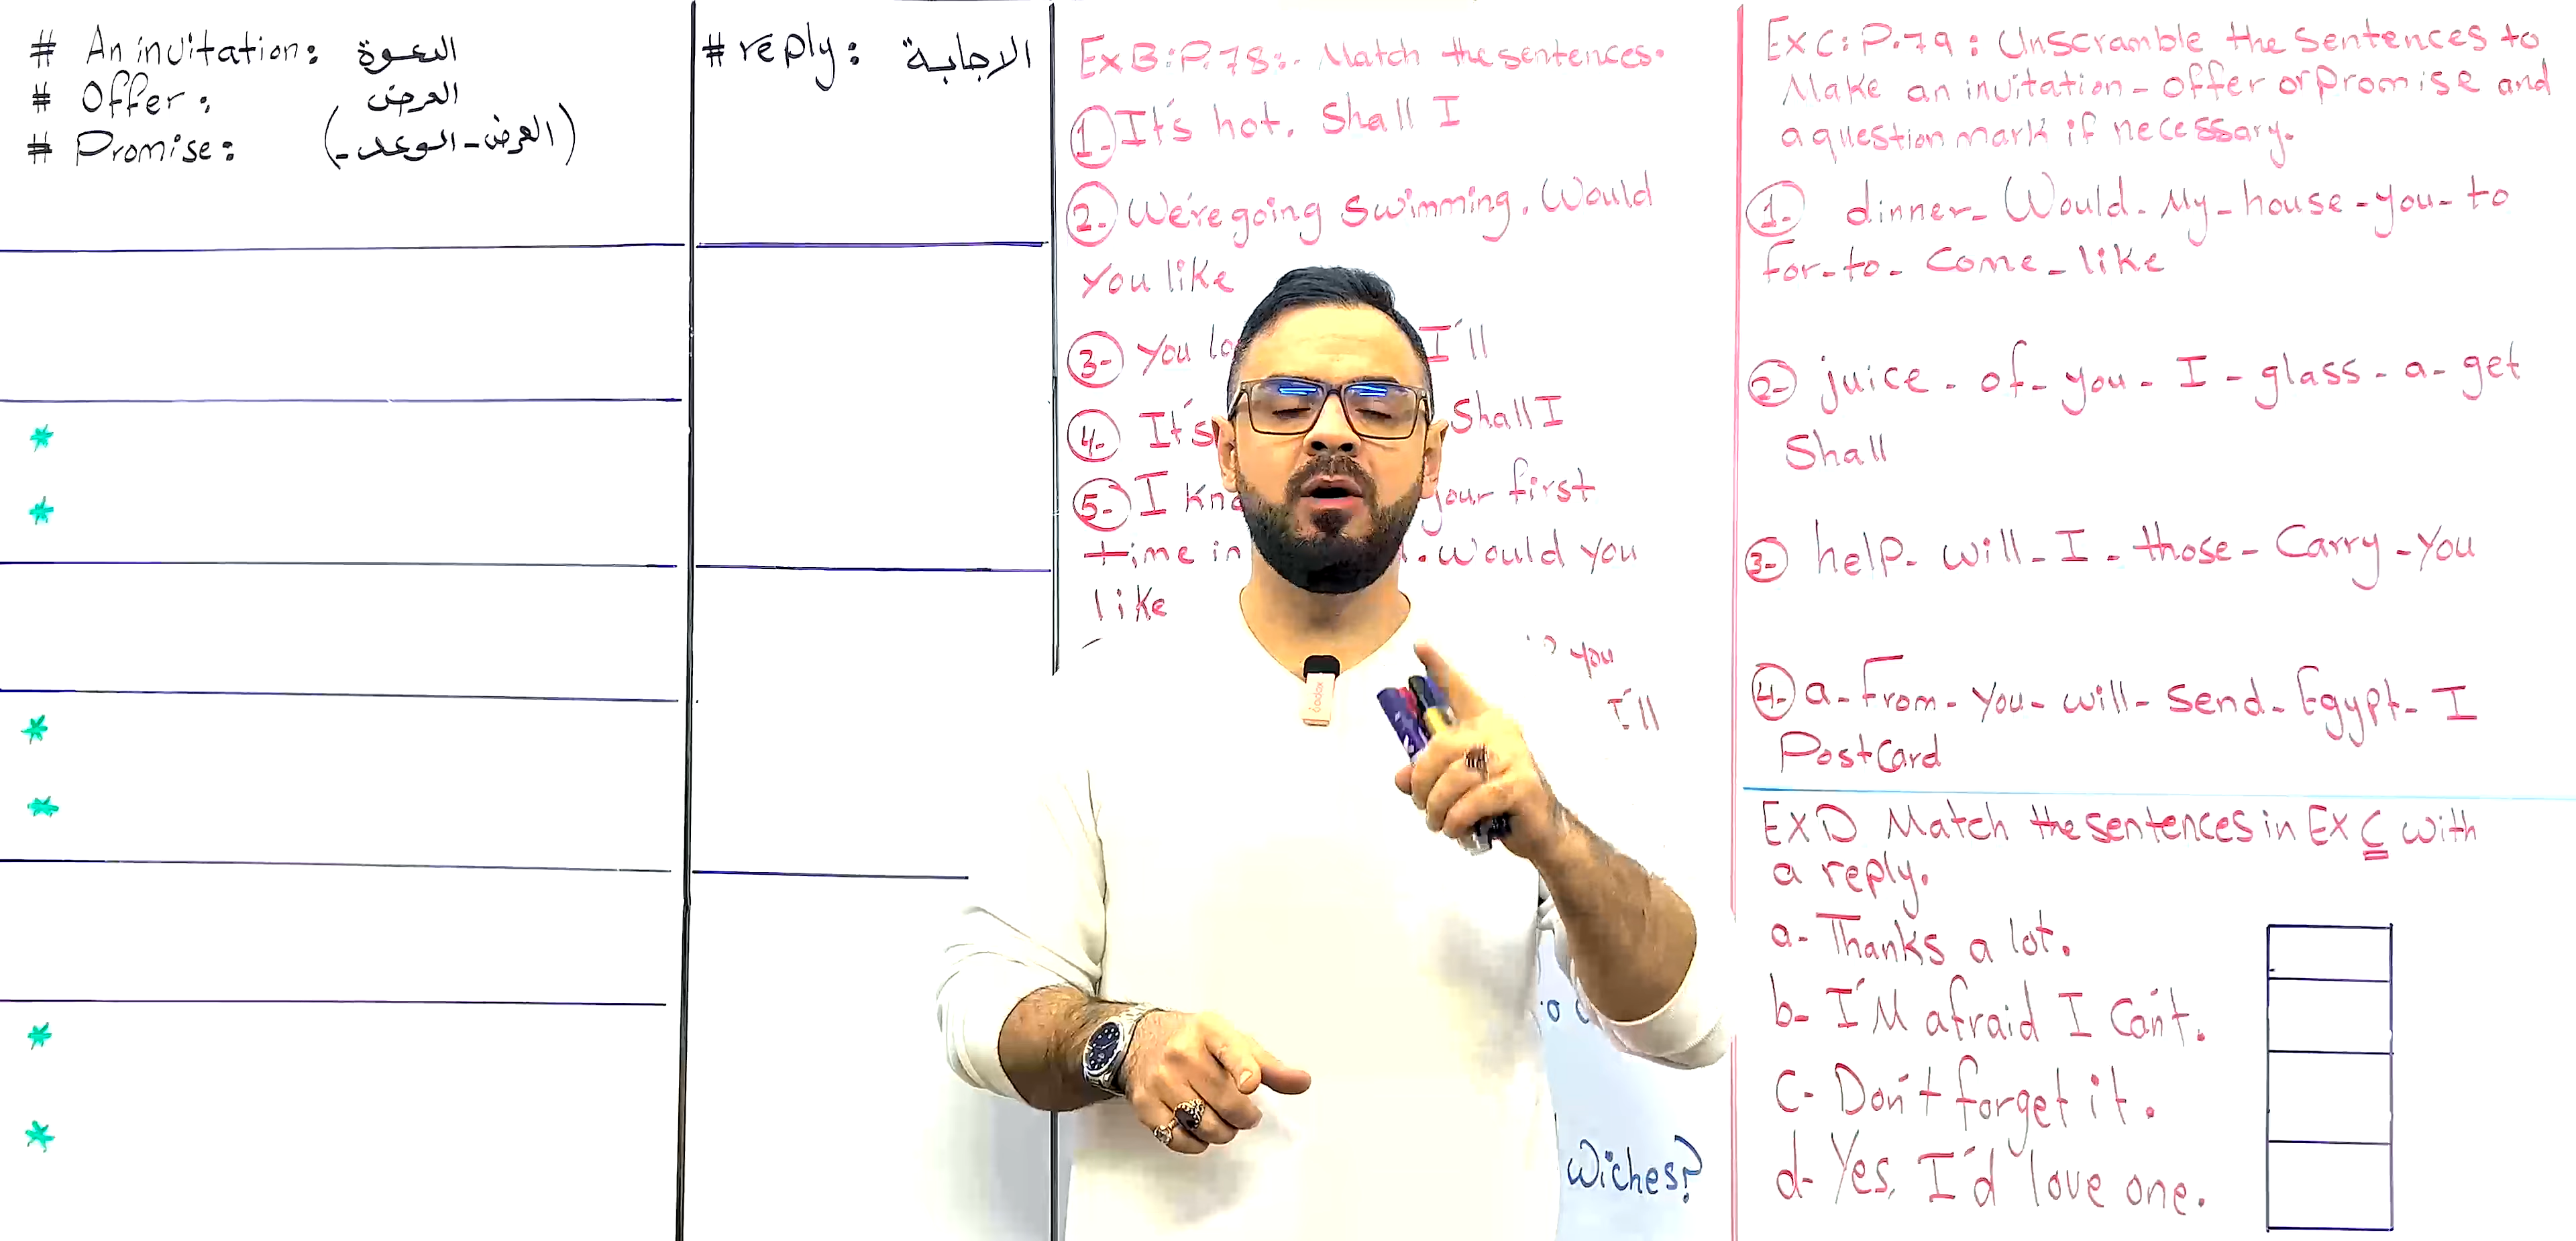 # An invitation: الدعوة
# Offer: العرض
# Promise: (العرض-الوعد-)
# reply: الاجابة
Ex B: P.78:- Match the sentences.
1- It's hot. Shall I
2- We're going swimming. Would
you like
3- You I'll
4- It's Shall I
5- I your first
time in . would you
like
you
I'll
wiches?
Ex C: P.79: Unscramble the sentences to
Make an invitation - offer or promise and
a question mark if necessary.
1- dinner - Would - My - house - you - to
for - to - Come - like
2- juice - of - you - I - glass - a - get
Shall
3- help - will - I - those - Carry - you
4- a - From - you - will - send - Egypt - I
PostCard
Ex D Match the sentences in Ex C with
a reply.
a- Thanks a lot.
b- I'M afraid I Can't.
C- Don't forget it.
d- Yes, I'd love one.
Godox